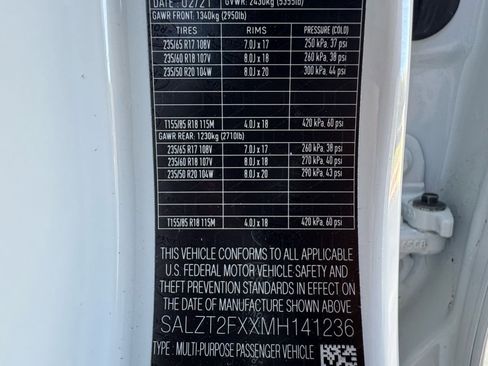 DATE 02/21 GVWR: 2430kg (5355lb)
GAWR FRONT: 1340kg (2950lb)
TIRES RIMS PRESSURE (COLD)
235/65 R17 108V 7.0J x 17 250 kPa, 37 psi
235/60 R18 107V 8.0J x 18 260 kPa, 38 psi
235/50 R20 104W 8.0J x 20 300 kPa, 44 psi
T155/85 R18 115M 4.0J x 18 420 kPa, 60 psi
GAWR REAR: 1230kg (2710lb)
235/65 R17 108V 7.0J x 17 260 kPa, 38 psi
235/60 R18 107V 8.0J x 18 270 kPa, 40 psi
235/50 R20 104W 8.0J x 20 290 kPa, 43 psi
T155/85 R18 115M 4.0J x 18 420 kPa, 60 psi
THIS VEHICLE CONFORMS TO ALL APPLICABLE
U.S. FEDERAL MOTOR VEHICLE SAFETY AND
THEFT PREVENTION STANDARDS IN EFFECT ON
THE DATE OF MANUFACTURE SHOWN ABOVE
SALZT2FXXMH141236
TYPE: MULTI-PURPOSE PASSENGER VEHICLE